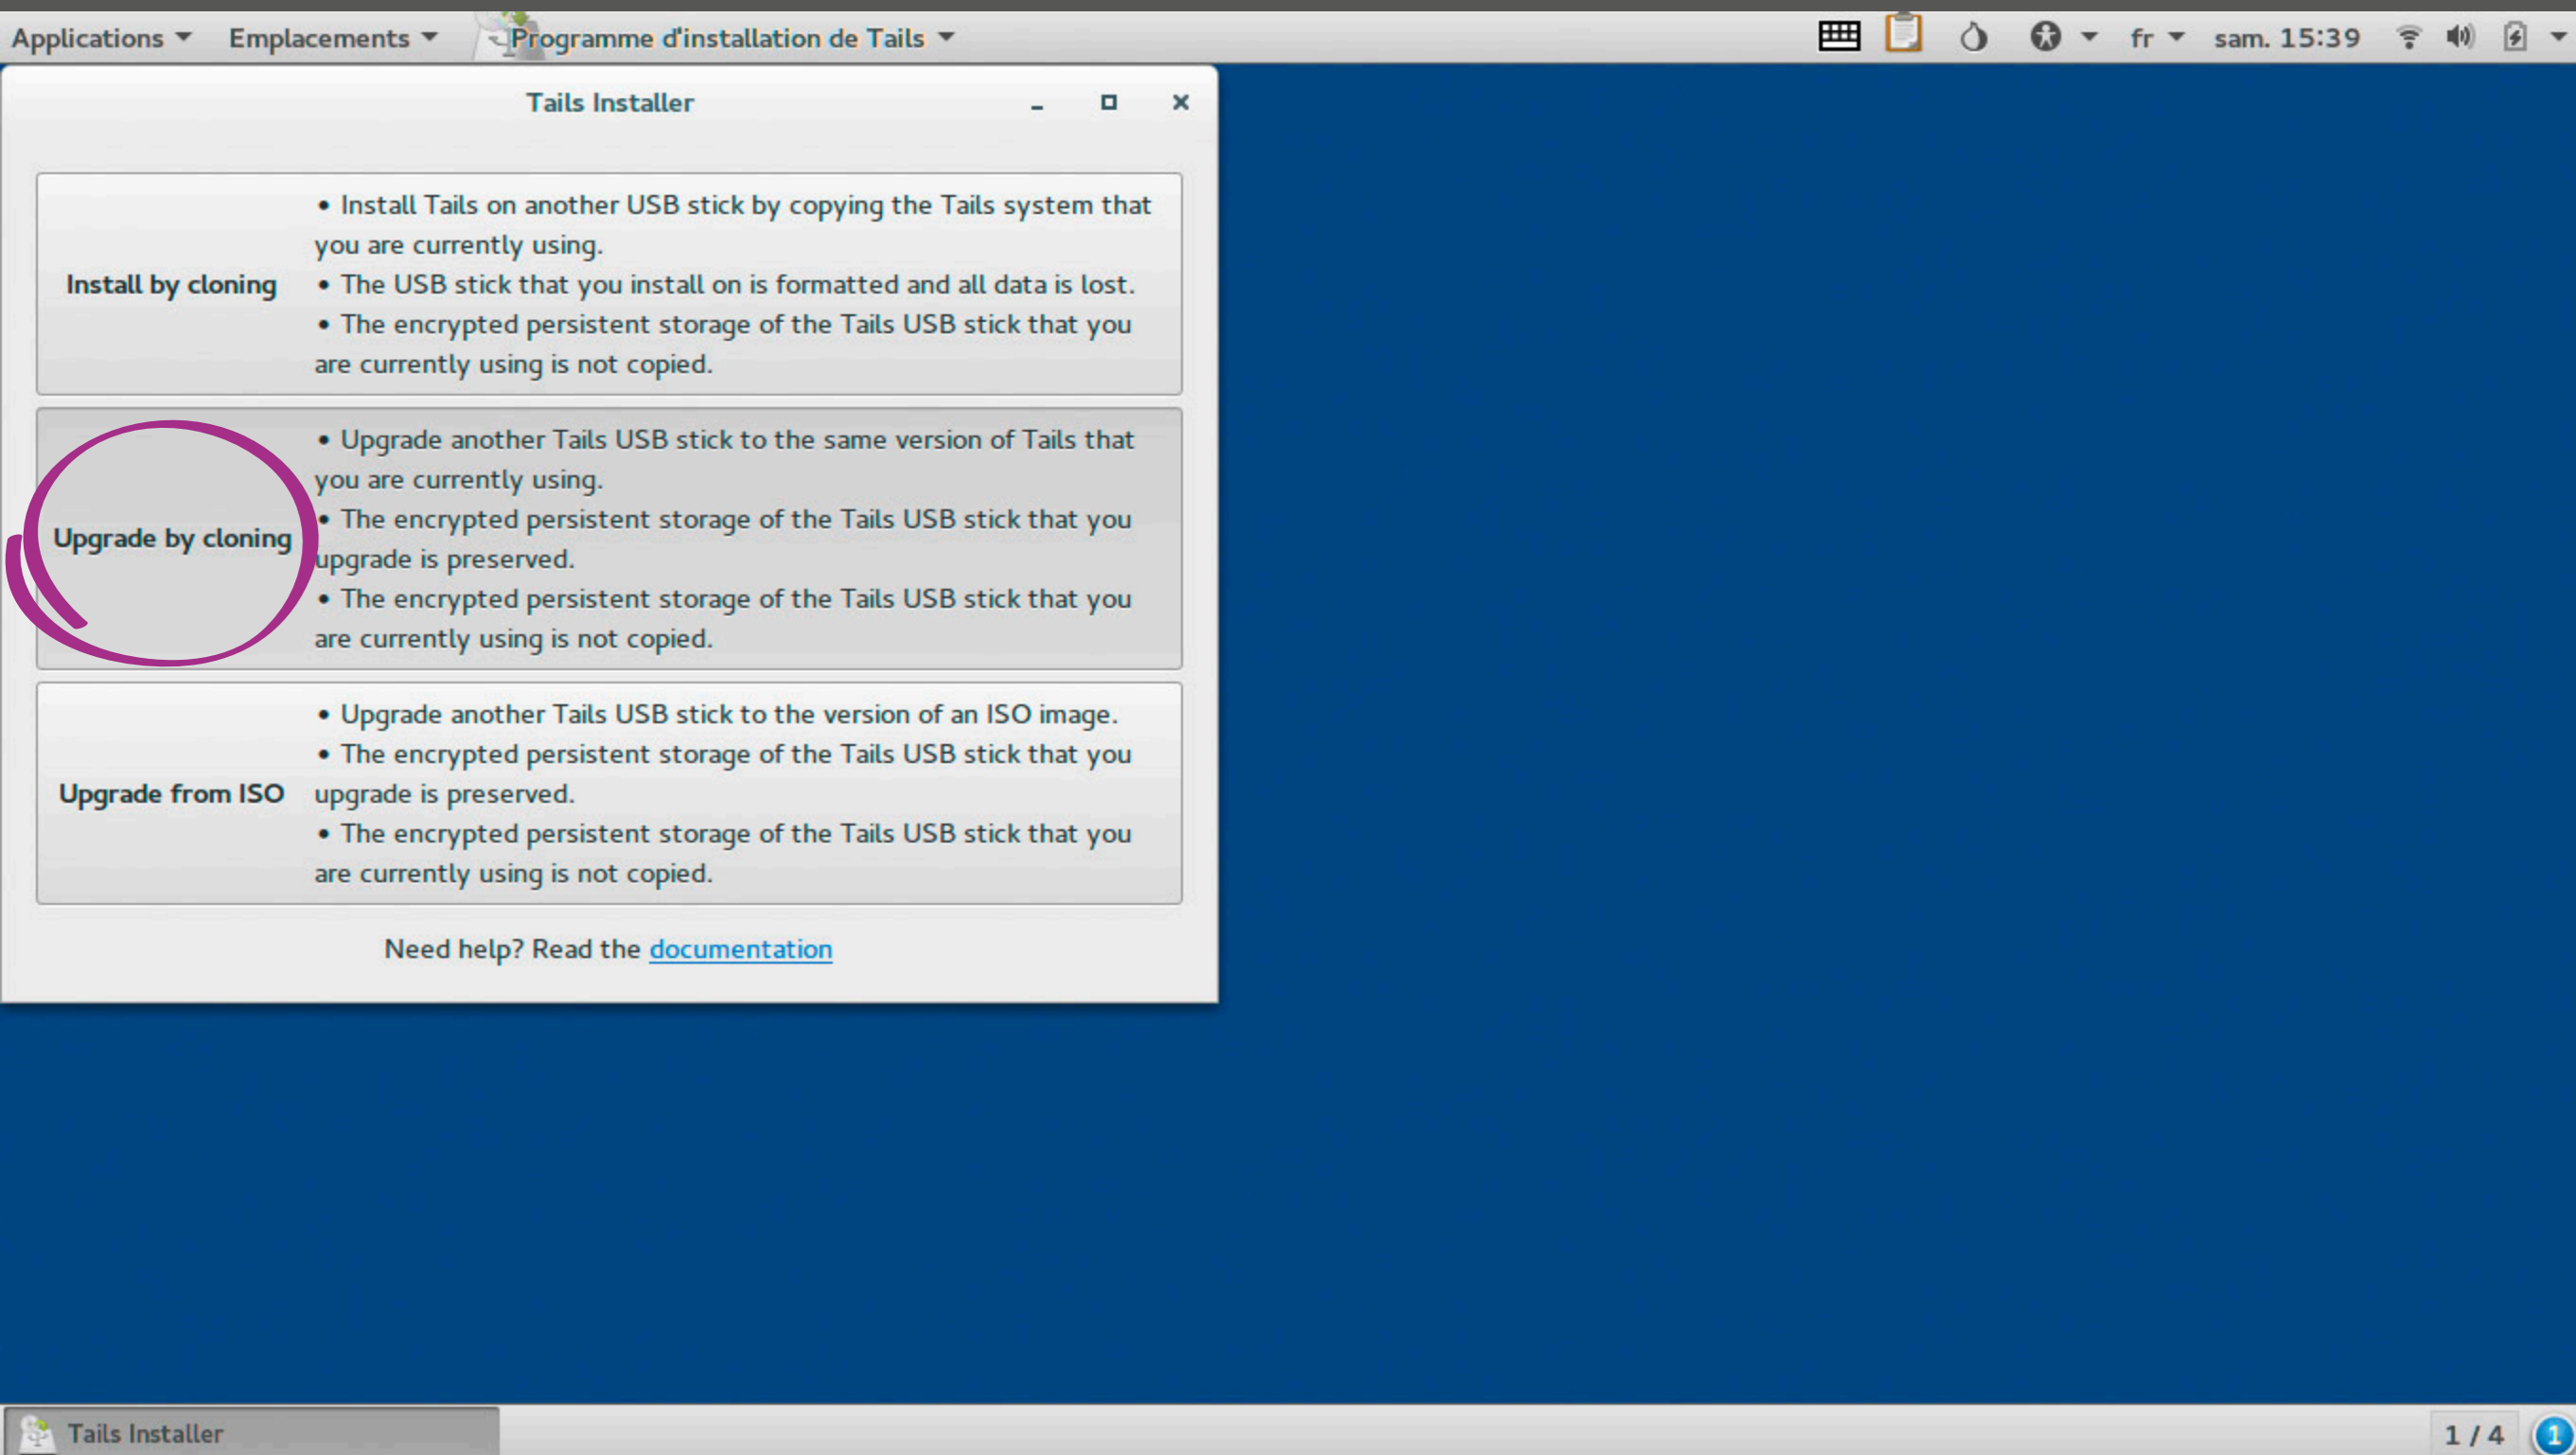 Applications Emplacements Programme d'installation de Tails fr sam. 15:39
Tails Installer
Install by cloning
• Install Tails on another USB stick by copying the Tails system that
you are currently using.
• The USB stick that you install on is formatted and all data is lost.
• The encrypted persistent storage of the Tails USB stick that you
are currently using is not copied.
Upgrade by cloning
• Upgrade another Tails USB stick to the same version of Tails that
you are currently using.
• The encrypted persistent storage of the Tails USB stick that you
upgrade is preserved.
• The encrypted persistent storage of the Tails USB stick that you
are currently using is not copied.
Upgrade from ISO
• Upgrade another Tails USB stick to the version of an ISO image.
• The encrypted persistent storage of the Tails USB stick that you
upgrade is preserved.
• The encrypted persistent storage of the Tails USB stick that you
are currently using is not copied.
Need help? Read the documentation
Tails Installer 1 / 4 1